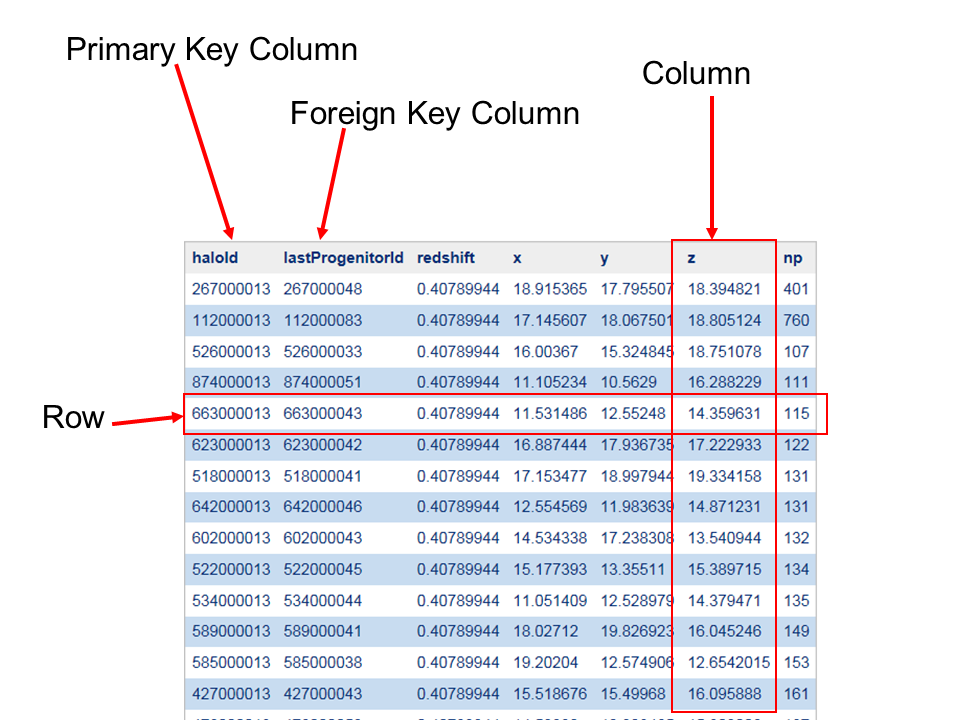 Primary Key Column
Column
Foreign Key Column
haloId lastProgenitorId redshift x y z np
267000013 267000048 0.40789944 18.915365 17.795507 18.394821 401
112000013 112000083 0.40789944 17.145607 18.067501 18.805124 760
526000013 526000033 0.40789944 16.00367 15.324845 18.751078 107
874000013 874000051 0.40789944 11.105234 10.5629 16.288229 111
Row
663000013 663000043 0.40789944 11.531486 12.55248 14.359631 115
623000013 623000042 0.40789944 16.887444 17.936735 17.222933 122
518000013 518000041 0.40789944 17.153477 18.997944 19.334158 131
642000013 642000046 0.40789944 12.554569 11.983639 14.871231 131
602000013 602000043 0.40789944 14.534338 17.238308 13.540944 132
522000013 522000045 0.40789944 15.177393 13.35511 15.389715 134
534000013 534000044 0.40789944 11.051409 12.528979 14.379471 135
589000013 589000041 0.40789944 18.02712 19.826923 16.045246 149
585000013 585000038 0.40789944 19.20204 12.574906 12.6542015 153
427000013 427000043 0.40789944 15.518676 15.49968 16.095888 161